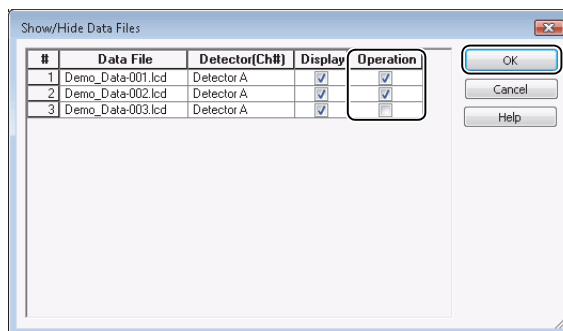 Show/Hide Data Files
# Data File Detector(Ch#) Display Operation
1 Demo_Data-001.lcd Detector A
2 Demo_Data-002.lcd Detector A
3 Demo_Data-003.lcd Detector A
OK
Cancel
Help